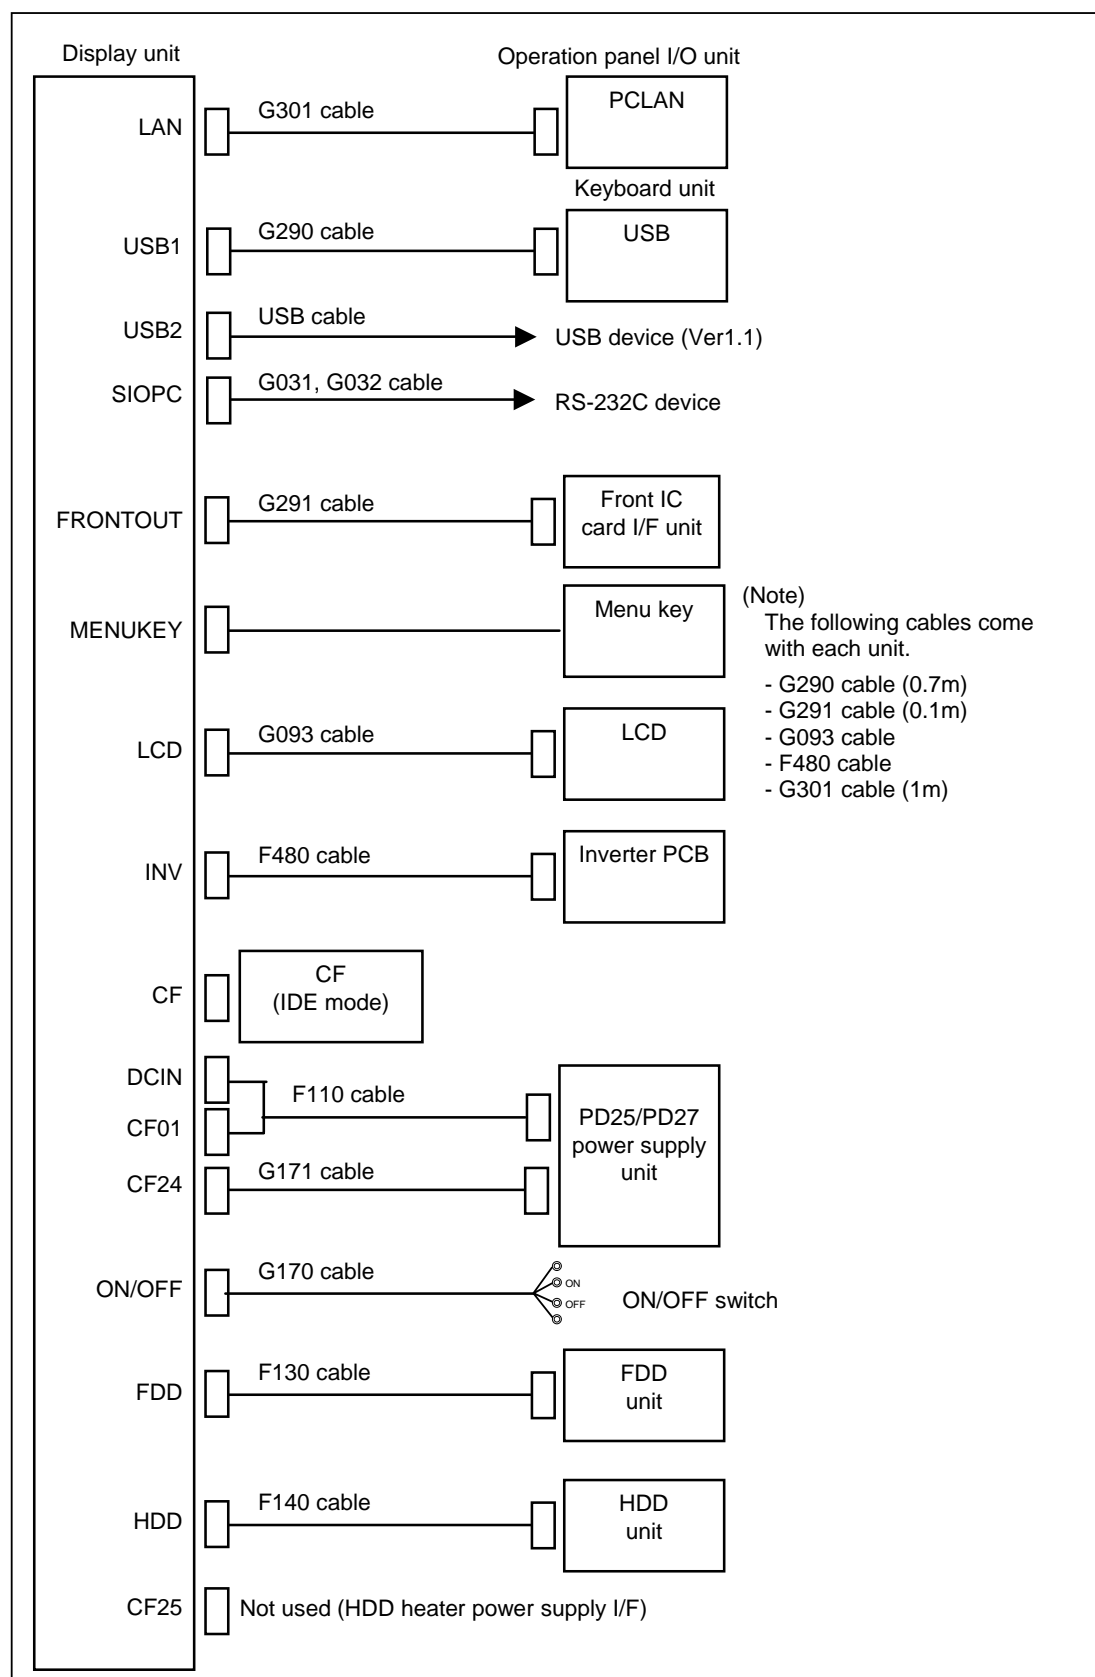 Display unit
Operation panel I/O unit
LAN
G301 cable
PCLAN
Keyboard unit
USB1
G290 cable
USB
USB2
USB cable
USB device (Ver1.1)
SIOPC
G031, G032 cable
RS-232C device
FRONTOUT
G291 cable
Front IC
card I/F unit
MENUKEY
Menu key
(Note)
The following cables come
with each unit.
- G290 cable (0.7m)
- G291 cable (0.1m)
- G093 cable
- F480 cable
- G301 cable (1m)
LCD
G093 cable
LCD
INV
F480 cable
Inverter PCB
CF
CF
(IDE mode)
DCIN
CF01
F110 cable
PD25/PD27
power supply
unit
CF24
G171 cable
ON/OFF
G170 cable
ON
OFF
ON/OFF switch
FDD
F130 cable
FDD
unit
HDD
F140 cable
HDD
unit
CF25
Not used (HDD heater power supply I/F)